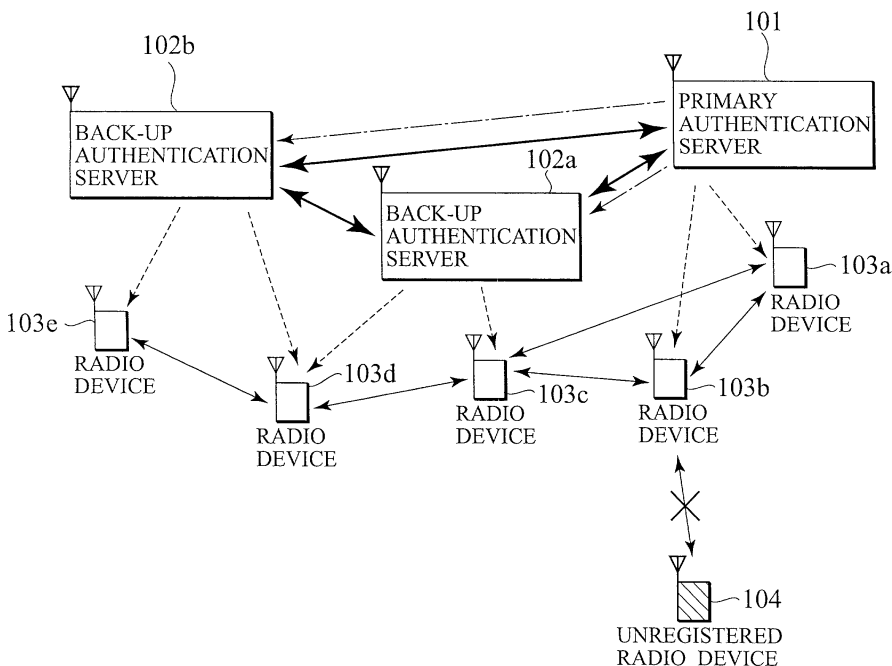 102b
101
BACK-UP
AUTHENTICATION
SERVER
PRIMARY
AUTHENTICATION
SERVER
102a
BACK-UP
AUTHENTICATION
SERVER
103a
RADIO
DEVICE
103e
RADIO
DEVICE
103d
RADIO
DEVICE
103c
RADIO
DEVICE
103b
RADIO
DEVICE
104
UNREGISTERED
RADIO DEVICE